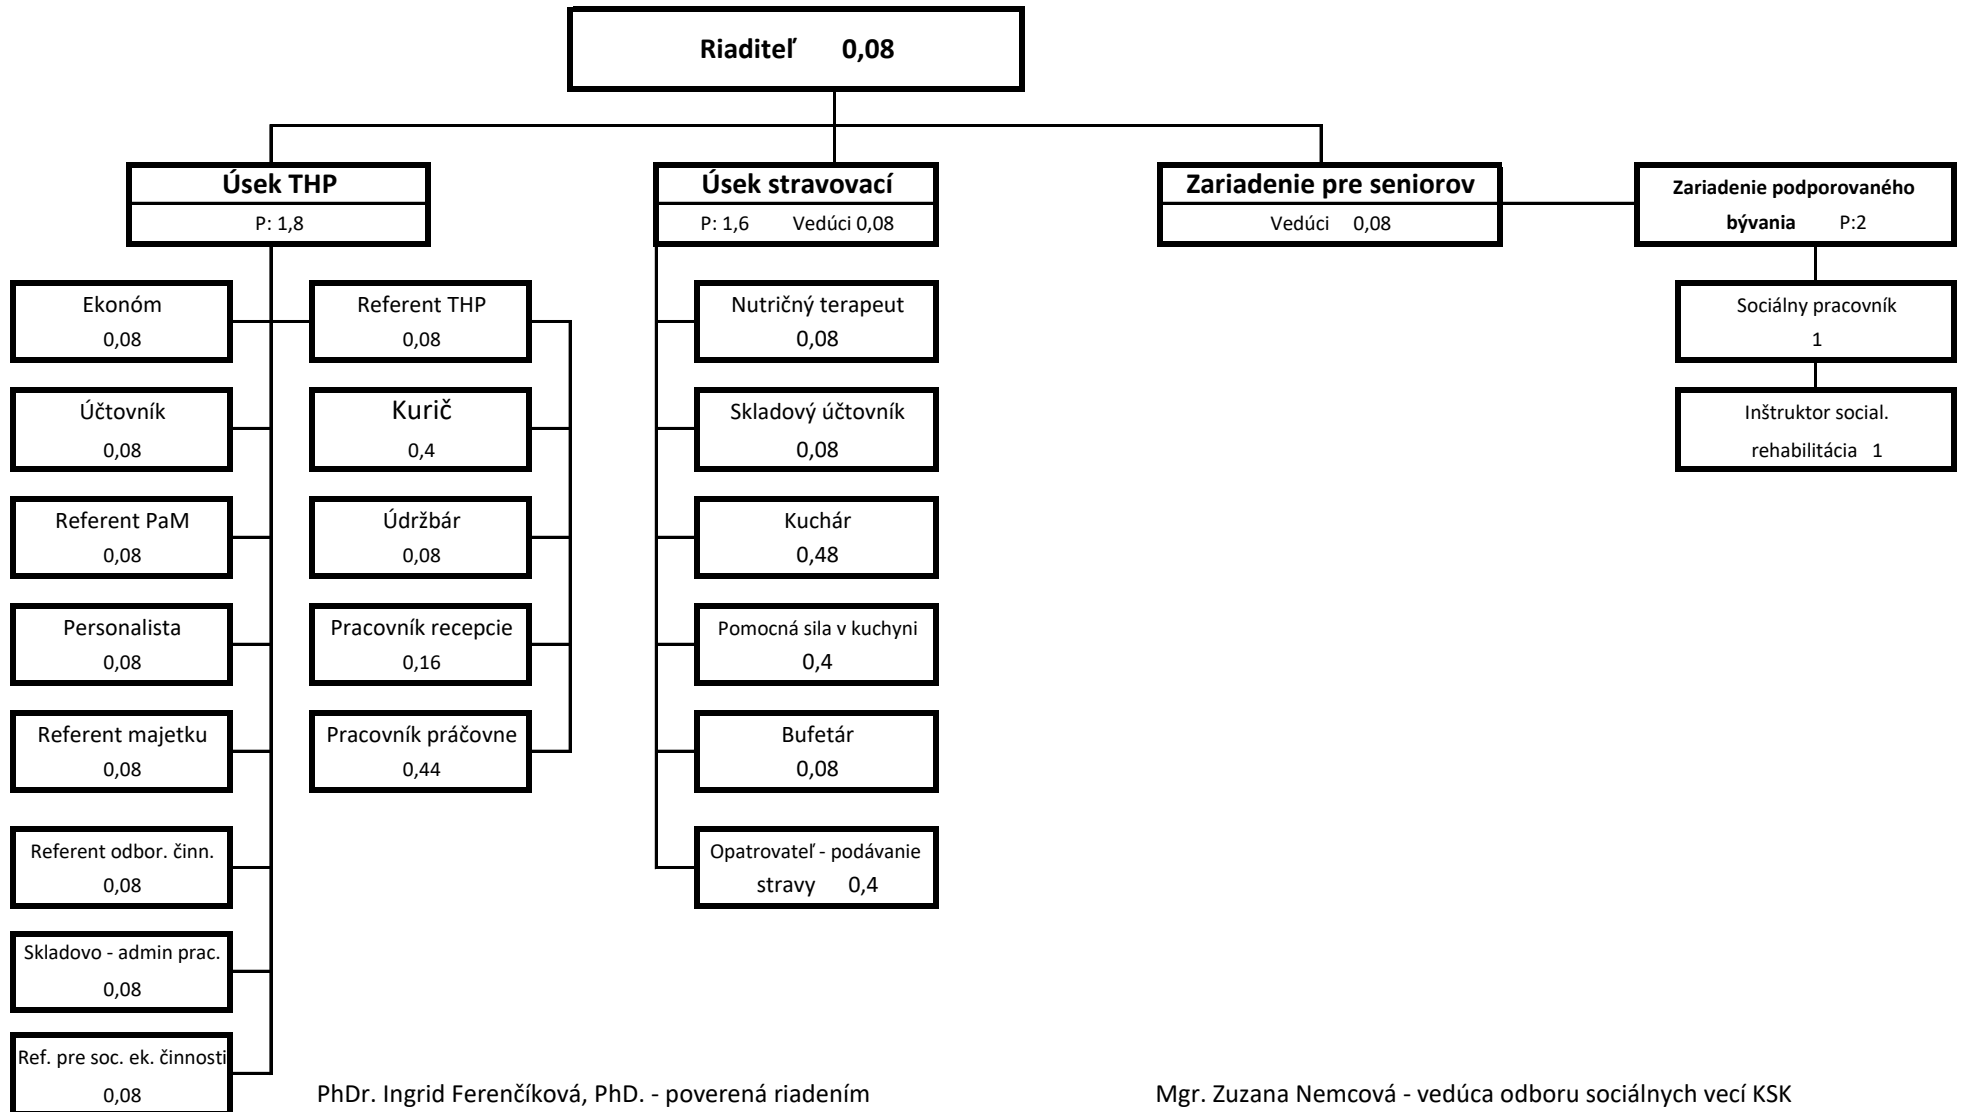 Riaditeľ 0,08
Úsek THP
P: 1,8
Úsek stravovací
P: 1,6 Vedúci 0,08
Zariadenie pre seniorov
Vedúci 0,08
Zariadenie podporovaného
bývania P:2
Ekonóm
0,08
Účtovník
0,08
Referent PaM
0,08
Personalista
0,08
Referent majetku
0,08
Referent odbor. činn.
0,08
Skladovo - admin prac.
0,08
Ref. pre soc. ek. činnosti
0,08
Referent THP
0,08
Kurič
0,4
Údržbár
0,08
Pracovník recepcie
0,16
Pracovník práčovne
0,44
Nutričný terapeut
0,08
Skladový účtovník
0,08
Kuchár
0,48
Pomocná sila v kuchyni
0,4
Bufetár
0,08
Opatrovateľ - podávanie
stravy 0,4
Sociálny pracovník
1
Inštruktor social.
rehabilitácia 1
PhDr. Ingrid Ferenčíková, PhD. - poverená riadením
Mgr. Zuzana Nemcová - vedúca odboru sociálnych vecí KSK